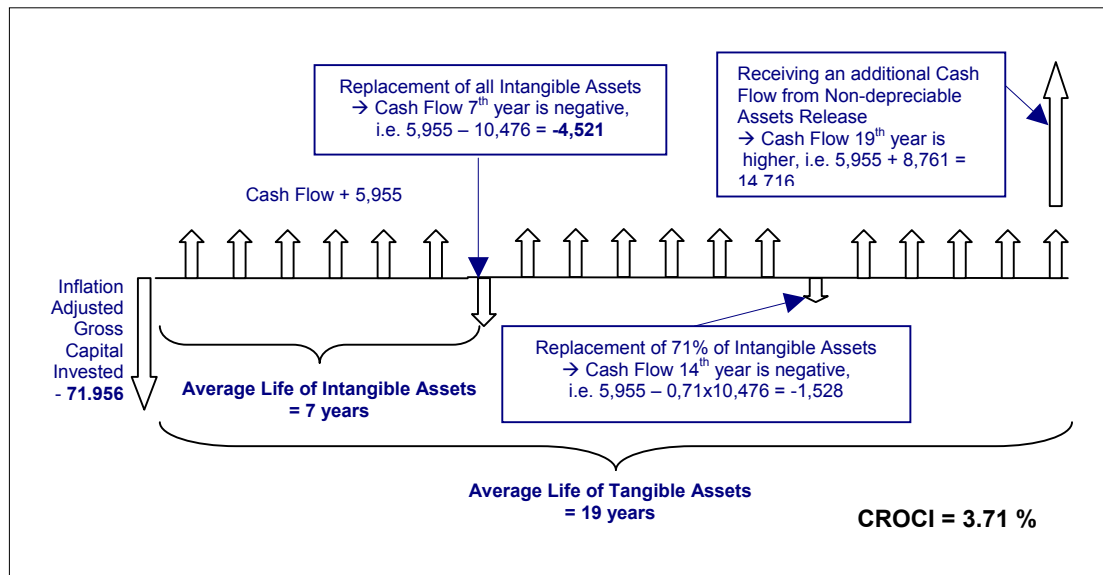 Replacement of all Intangible Assets
→ Cash Flow 7th year is negative,
i.e. 5,955 – 10,476 = -4,521
Receiving an additional Cash
Flow from Non-depreciable
Assets Release
→ Cash Flow 19th year is
higher, i.e. 5,955 + 8,761 =
14,716
Cash Flow + 5,955
Inflation
Adjusted
Gross
Capital
Invested
- 71.956
Replacement of 71% of Intangible Assets
→ Cash Flow 14th year is negative,
i.e. 5,955 – 0,71x10,476 = -1,528
Average Life of Intangible Assets
= 7 years
Average Life of Tangible Assets
= 19 years
CROCI = 3.71 %